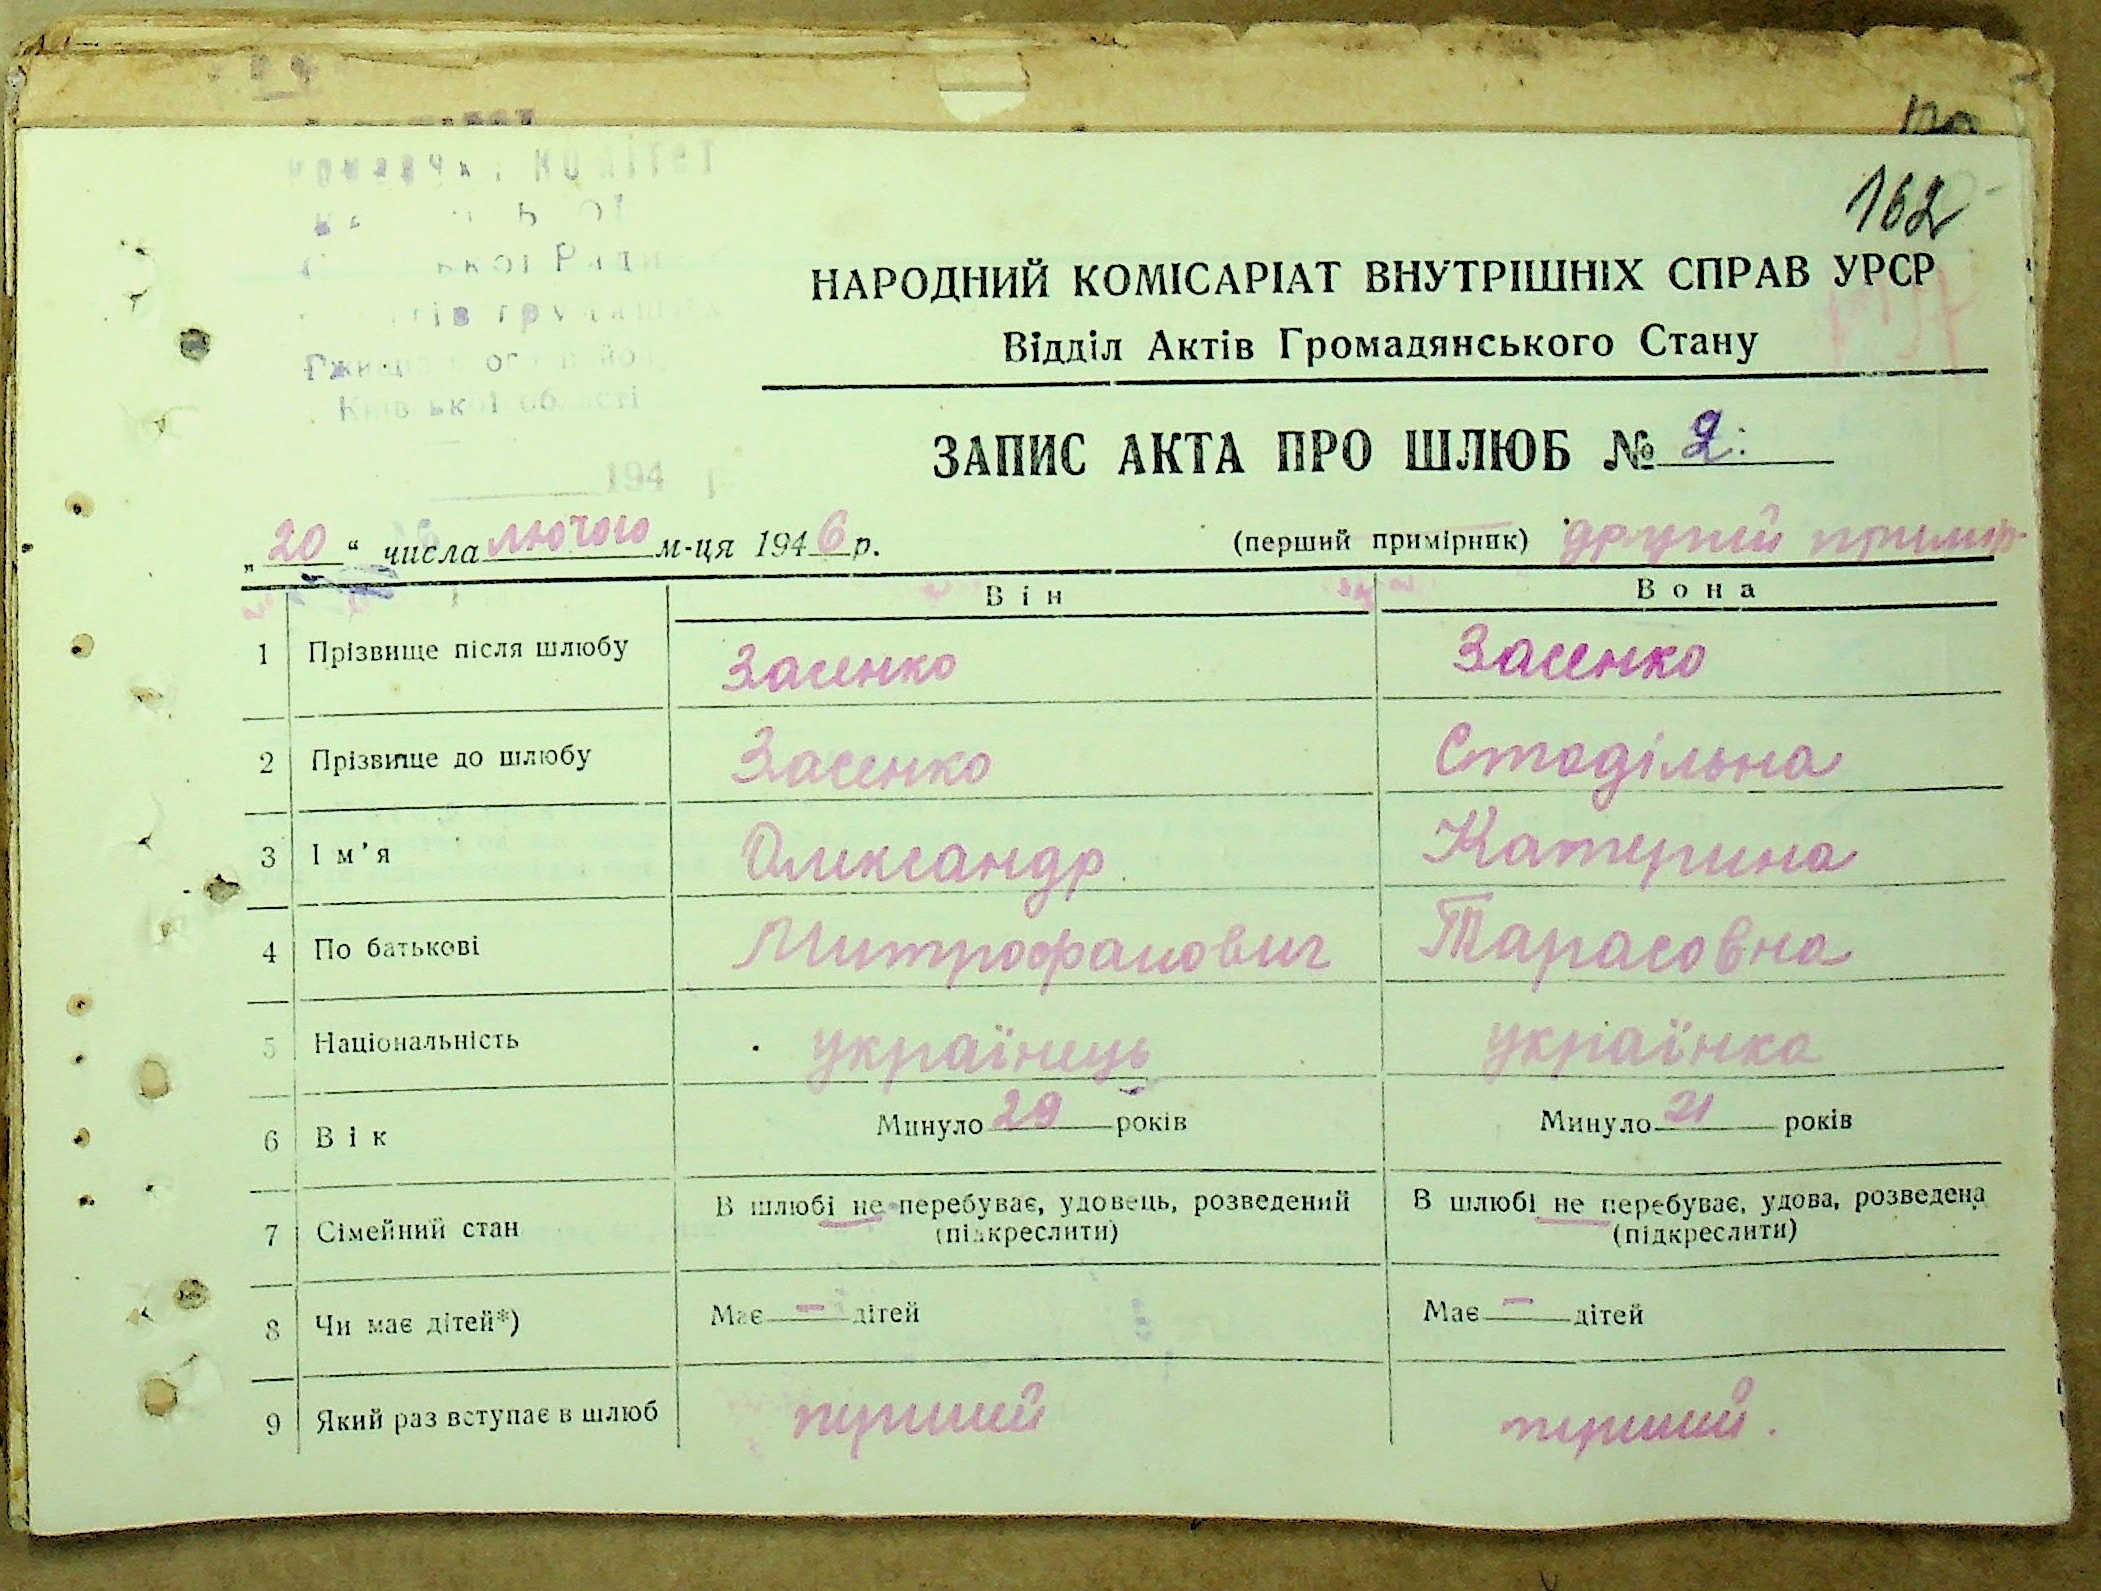 162
НАРОДНИЙ КОМІСАРІАТ ВНУТРІШНІХ СПРАВ УРСР
Відділ Актів Громадянського Стану
ЗАПИС АКТА ПРО ШЛЮБ № 2.
„20“ числа лютого м-ця 1946 р. (перший примірник) другий примір-
Він Вона
1 Прізвище після шлюбу Засенко Засенко
2 Прізвище до шлюбу Засенко Стадільна
3 Ім’я Олександр Катерина
4 По батькові Митрофанович Тарасовна
5 Національність українець українка
6 Вік Минуло 29 років Минуло 21 років
7 Сімейний стан В шлюбі не перебуває, удовець, розведений (підкреслити) В шлюбі не перебуває, удова, розведена (підкреслити)
8 Чи має дітей*) Має — дітей Має — дітей
9 Який раз вступає в шлюб перший перший.